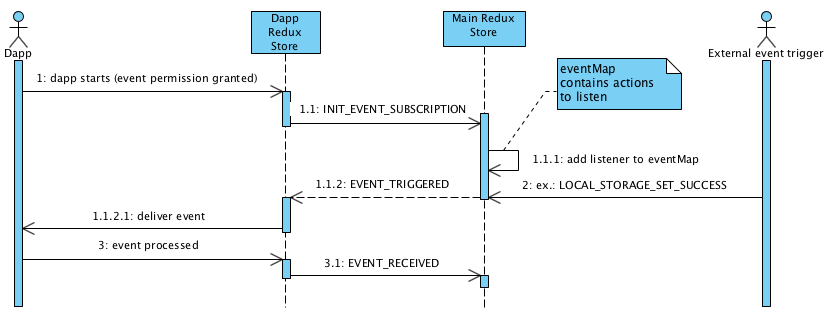 Dapp
Redux
Store
Main Redux
Store
Dapp
External event trigger
eventMap
contains actions
to listen
1: dapp starts (event permission granted)
1.1: INIT_EVENT_SUBSCRIPTION
1.1.1: add listener to eventMap
1.1.2: EVENT_TRIGGERED
2: ex.: LOCAL_STORAGE_SET_SUCCESS
1.1.2.1: deliver event
3: event processed
3.1: EVENT_RECEIVED